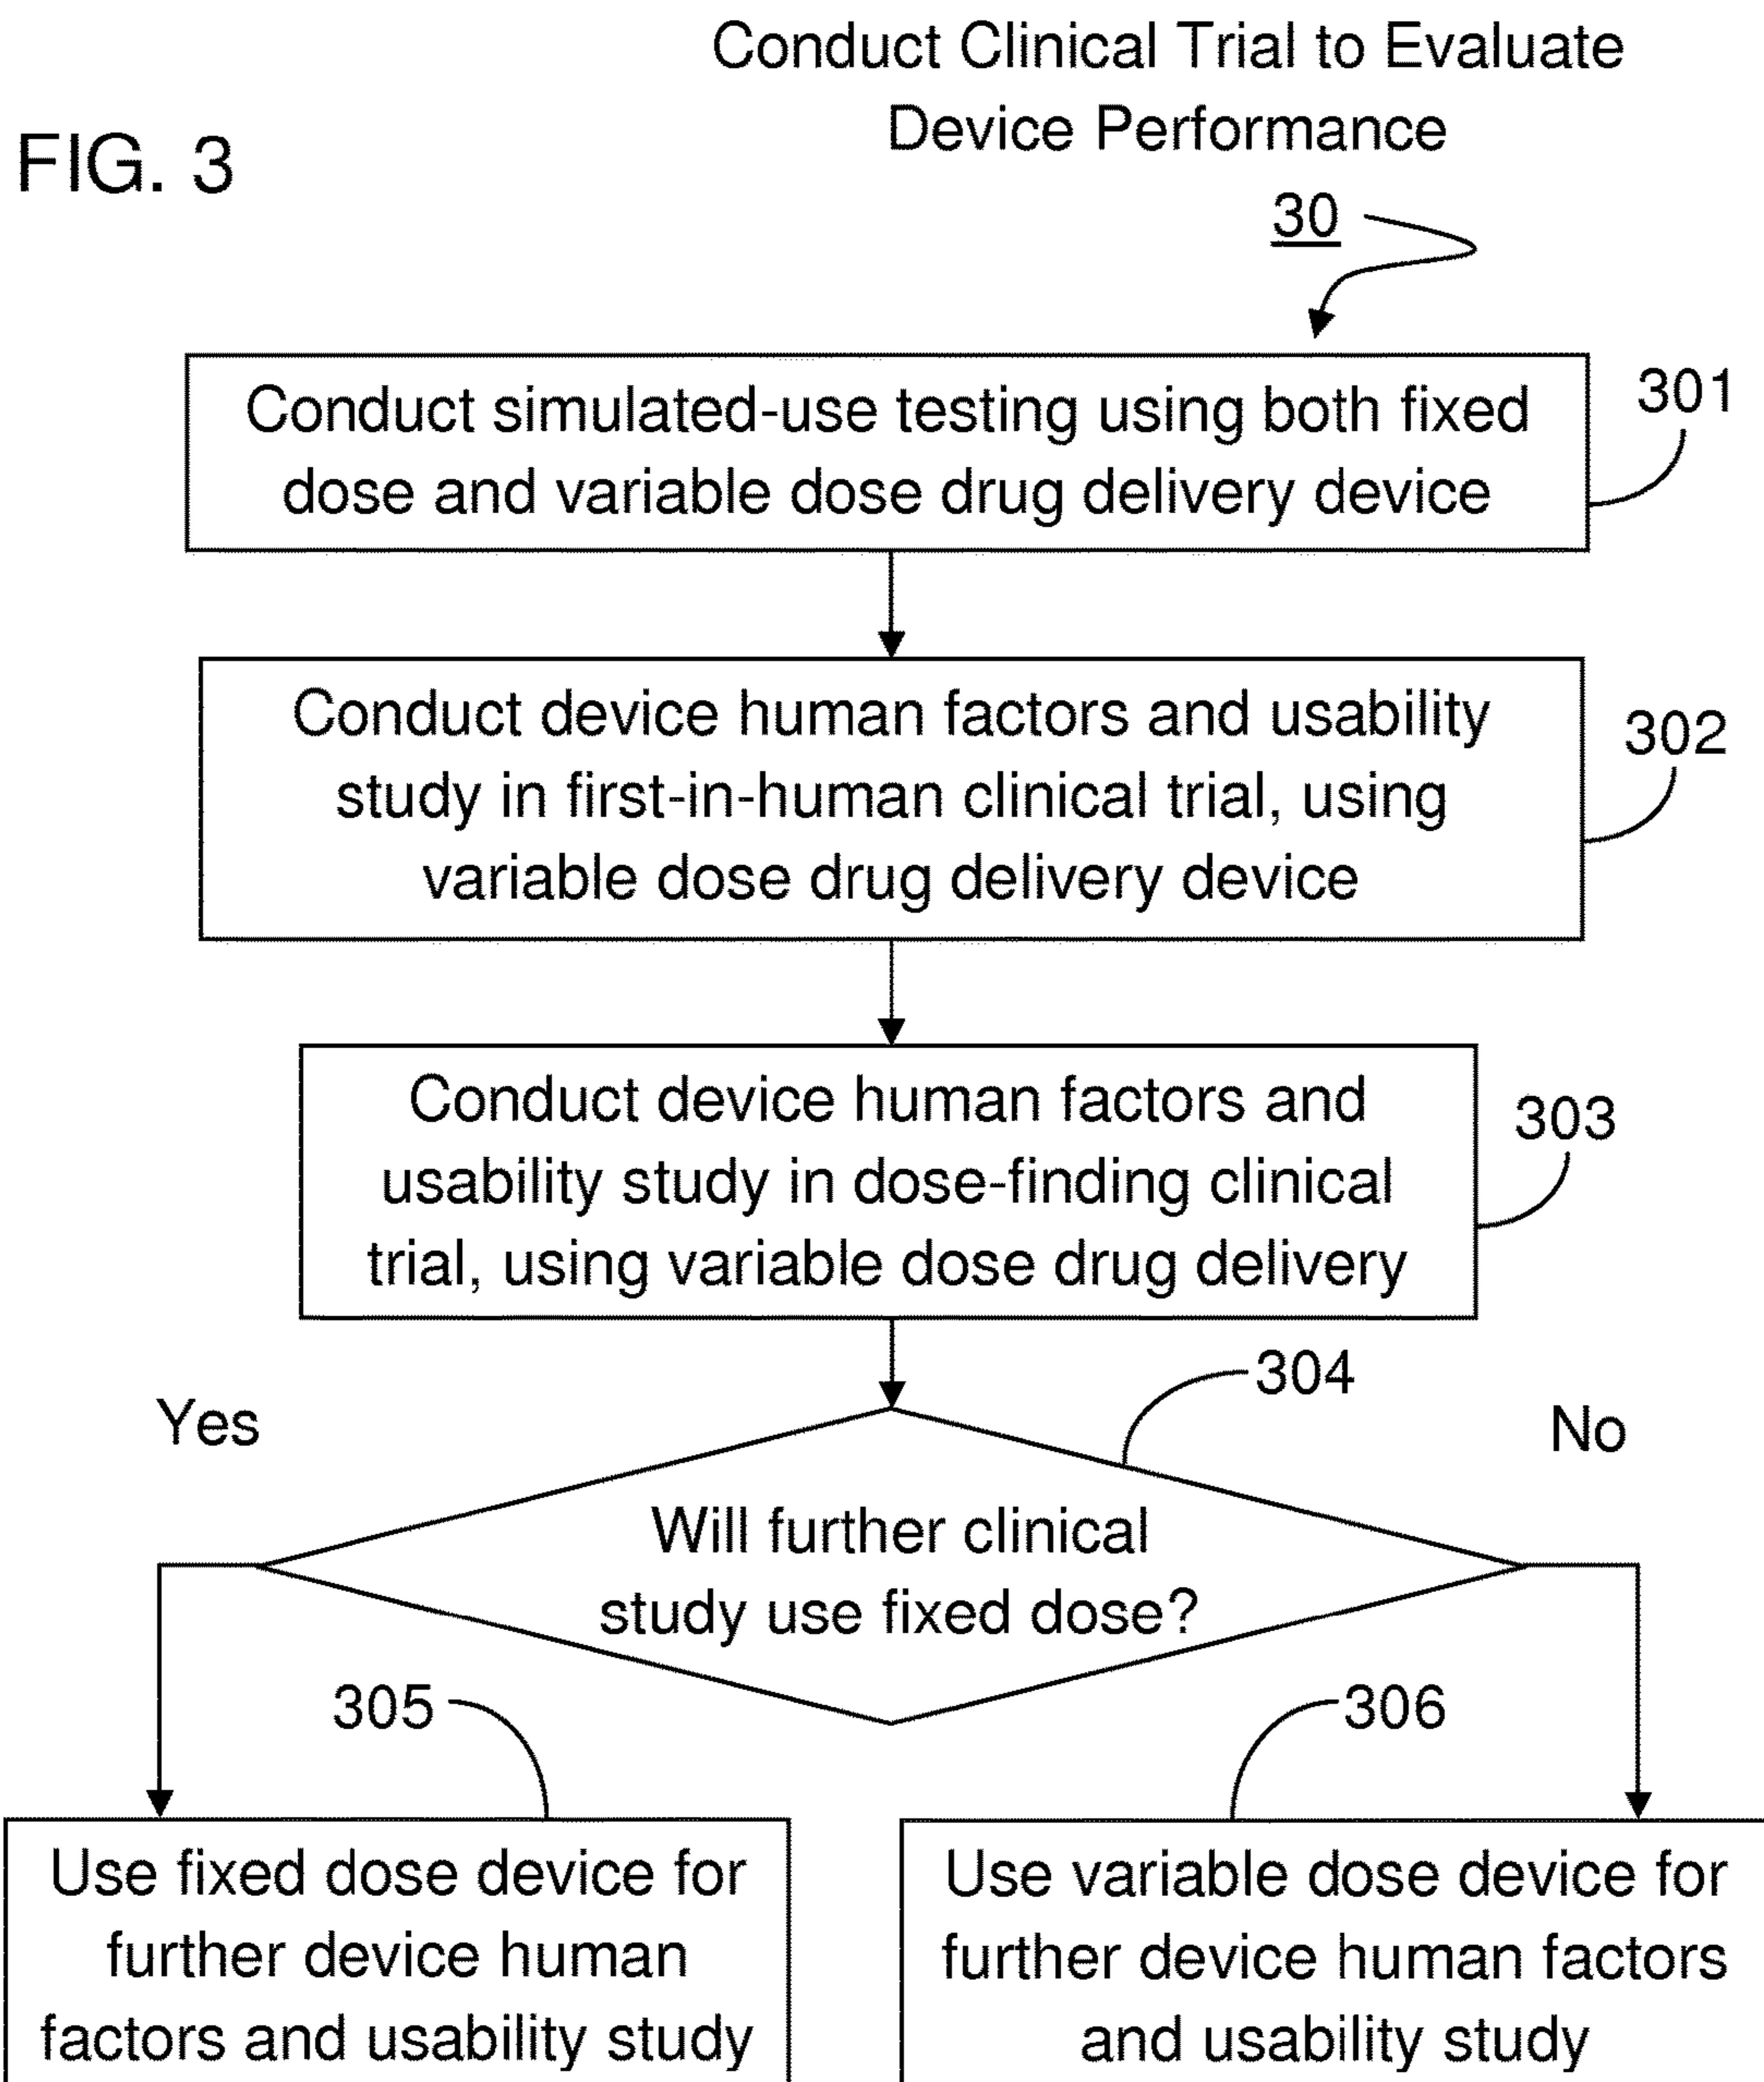 Conduct Clinical Trial to Evaluate
Device Performance
FIG. 3
30
Conduct simulated-use testing using both fixed
dose and variable dose drug delivery device
301
Conduct device human factors and usability
study in first-in-human clinical trial, using
variable dose drug delivery device
302
Conduct device human factors and
usability study in dose-finding clinical
trial, using variable dose drug delivery
303
304
Yes
No
Will further clinical
study use fixed dose?
305
306
Use fixed dose device for
further device human
factors and usability study
Use variable dose device for
further device human factors
and usability study